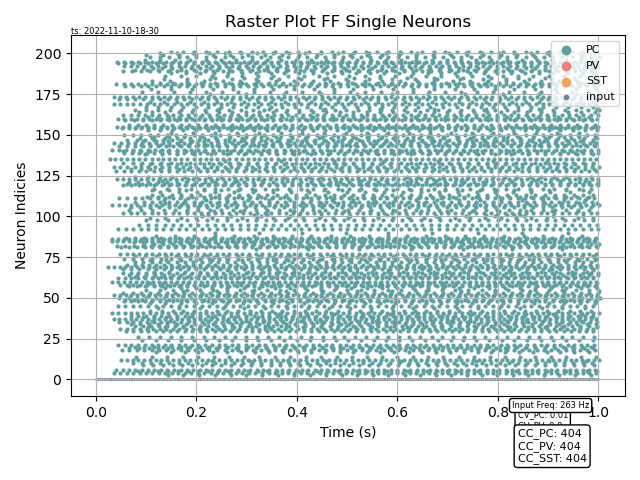 Raster Plot FF Single Neurons
ts: 2022-11-10-18-30
PC
PV
SST
input
Neuron Indicies
200
175
150
125
100
75
50
25
0
0.0 0.2 0.4 0.6 0.8 1.0
Time (s)
Input Freq: 263 Hz
CV_PC: 0.01
CC_PC: 404
CC_PV: 404
CC_SST: 404